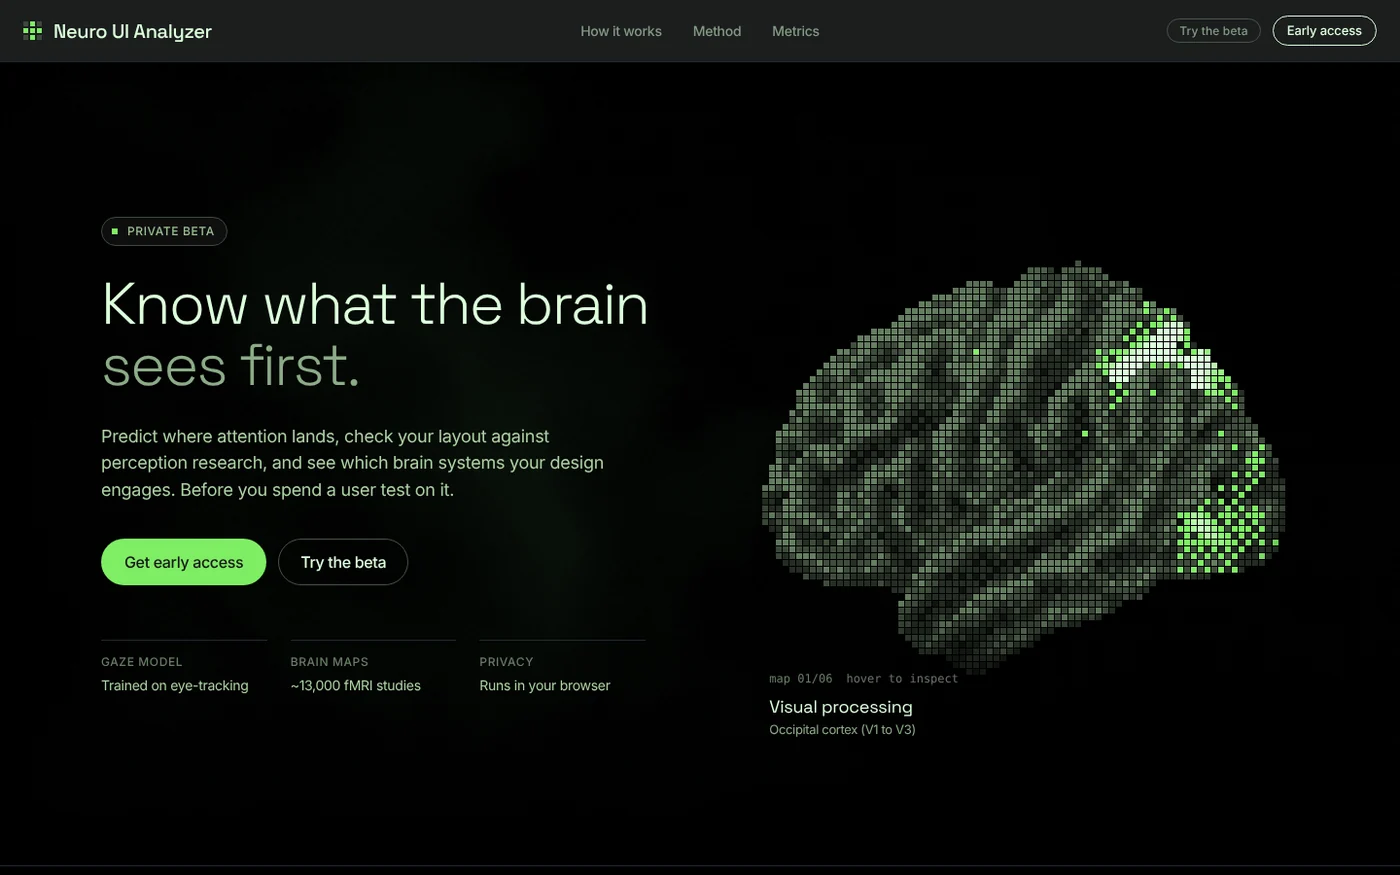 Neuro UI Analyzer
How it works
Method
Metrics
Try the beta
Early access
PRIVATE BETA
Know what the brain
sees first.
Predict where attention lands, check your layout against
perception research, and see which brain systems your design
engages. Before you spend a user test on it.
Get early access
Try the beta
GAZE MODEL
Trained on eye-tracking
BRAIN MAPS
~13,000 fMRI studies
PRIVACY
Runs in your browser
map 01/06 hover to inspect
Visual processing
Occipital cortex (V1 to V3)